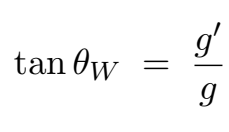 tan θ_W = g′/g